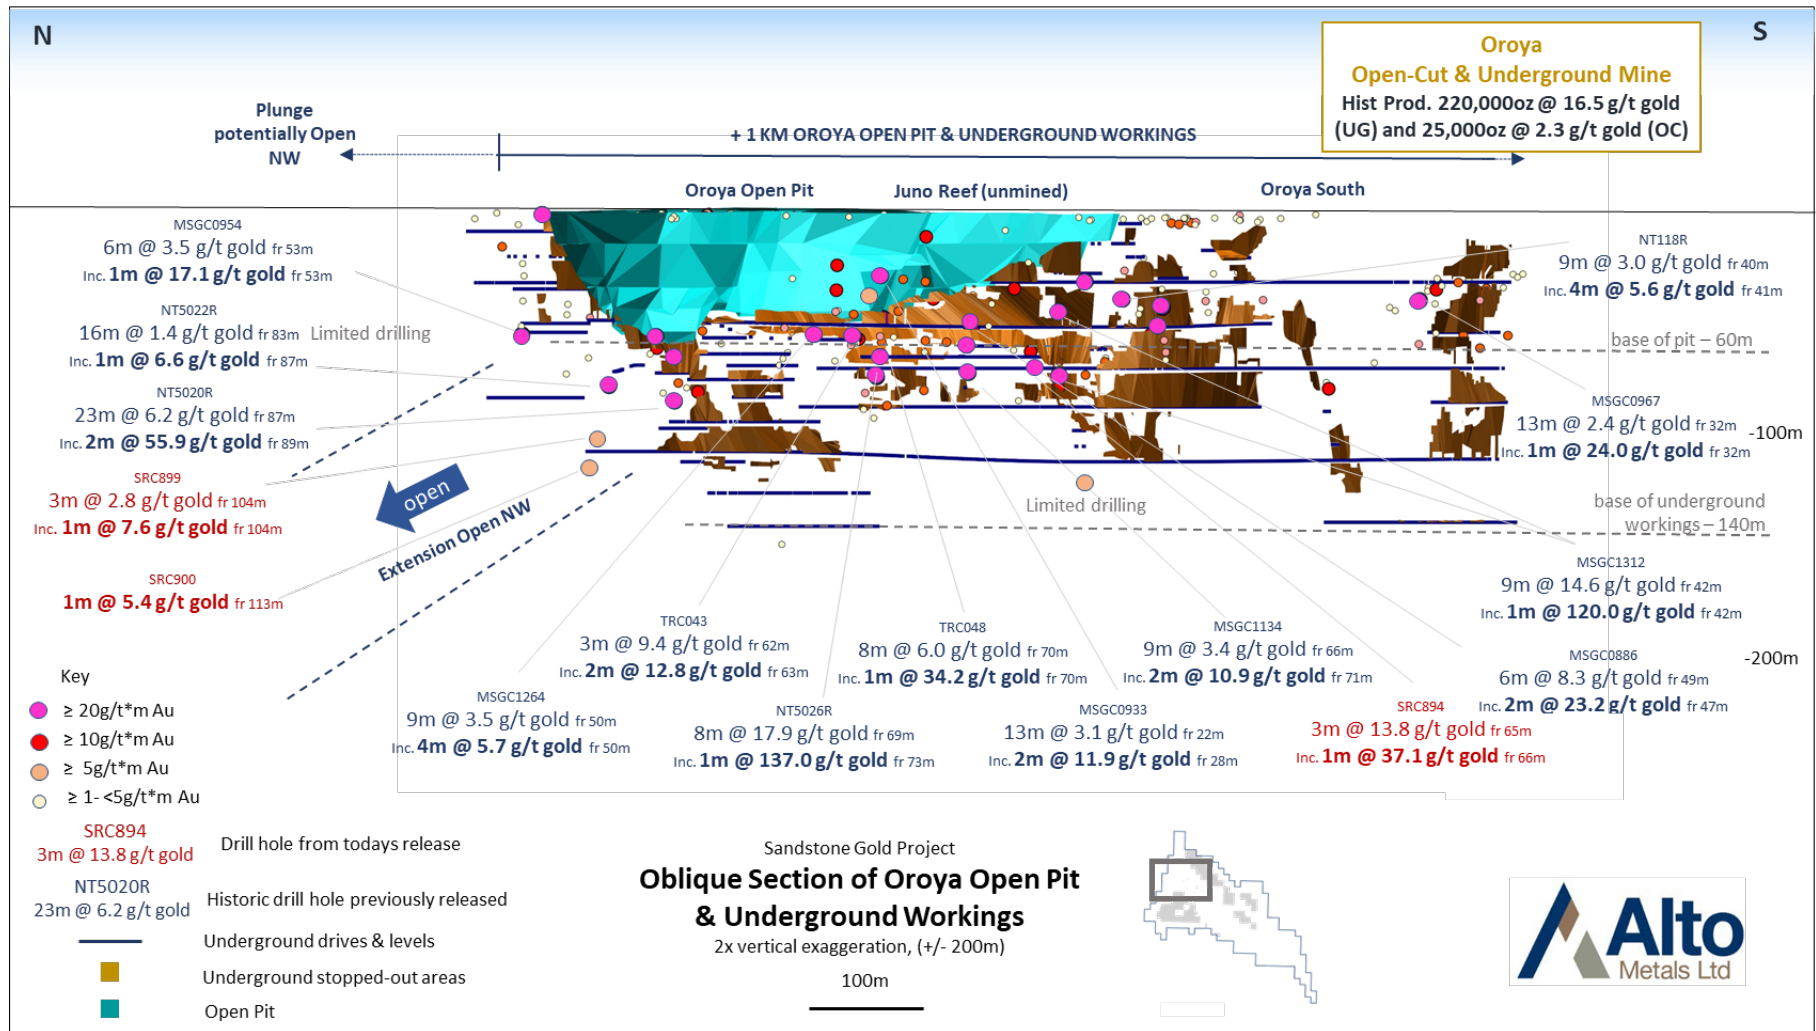 N
S
Oroya
Open-Cut & Underground Mine
Hist Prod. 220,000oz @ 16.5 g/t gold
(UG) and 25,000oz @ 2.3 g/t gold (OC)
Plunge
potentially Open
NW
+ 1 KM OROYA OPEN PIT & UNDERGROUND WORKINGS
Oroya Open Pit
Juno Reef (unmined)
Oroya South
MSGC0954
6m @ 3.5 g/t gold fr 53m
Inc. 1m @ 17.1 g/t gold fr 53m
NT5022R
16m @ 1.4 g/t gold fr 83m
Inc. 1m @ 6.6 g/t gold fr 87m
Limited drilling
NT5020R
23m @ 6.2 g/t gold fr 87m
Inc. 2m @ 55.9 g/t gold fr 89m
SRC899
3m @ 2.8 g/t gold fr 104m
Inc. 1m @ 7.6 g/t gold fr 104m
SRC900
1m @ 5.4 g/t gold fr 113m
open
Extension Open NW
NT118R
9m @ 3.0 g/t gold fr 40m
Inc. 4m @ 5.6 g/t gold fr 41m
base of pit – 60m
MSGC0967
13m @ 2.4 g/t gold fr 32m
Inc. 1m @ 24.0 g/t gold fr 32m
-100m
Limited drilling
base of underground
workings – 140m
MSGC1312
9m @ 14.6 g/t gold fr 42m
Inc. 1m @ 120.0 g/t gold fr 42m
-200m
TRC043
3m @ 9.4 g/t gold fr 62m
Inc. 2m @ 12.8 g/t gold fr 63m
TRC048
8m @ 6.0 g/t gold fr 70m
Inc. 1m @ 34.2 g/t gold fr 70m
MSGC1134
9m @ 3.4 g/t gold fr 66m
Inc. 2m @ 10.9 g/t gold fr 71m
MSGC0886
6m @ 8.3 g/t gold fr 49m
Inc. 2m @ 23.2 g/t gold fr 47m
MSGC1264
9m @ 3.5 g/t gold fr 50m
Inc. 4m @ 5.7 g/t gold fr 50m
NT5026R
8m @ 17.9 g/t gold fr 69m
Inc. 1m @ 137.0 g/t gold fr 73m
MSGC0933
13m @ 3.1 g/t gold fr 22m
Inc. 2m @ 11.9 g/t gold fr 28m
SRC894
3m @ 13.8 g/t gold fr 65m
Inc. 1m @ 37.1 g/t gold fr 66m
Key
≥ 20g/t*m Au
≥ 10g/t*m Au
≥ 5g/t*m Au
≥ 1- <5g/t*m Au
SRC894
3m @ 13.8 g/t gold
Drill hole from todays release
NT5020R
23m @ 6.2 g/t gold
Historic drill hole previously released
Underground drives & levels
Underground stopped-out areas
Open Pit
Sandstone Gold Project
Oblique Section of Oroya Open Pit
& Underground Workings
2x vertical exaggeration, (+/- 200m)
100m
Alto
Metals Ltd